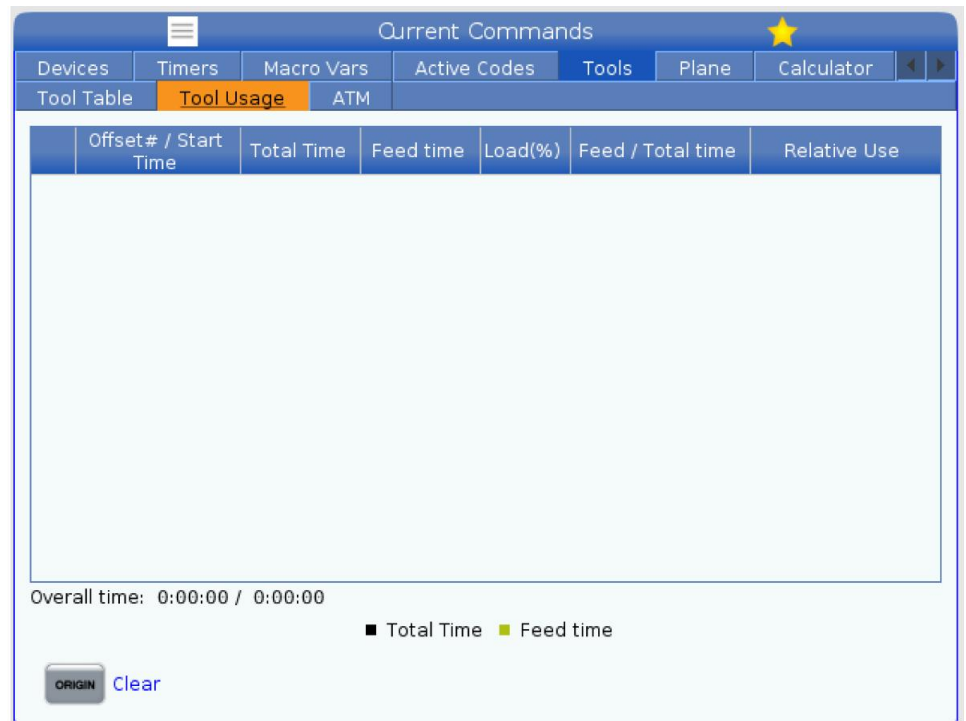 Current Commands
Devices Timers Macro Vars Active Codes Tools Plane Calculator
Tool Table Tool Usage ATM
Offset# / Start Time Total Time Feed time Load(%) Feed / Total time Relative Use
Overall time: 0:00:00 / 0:00:00
Total Time Feed time
ORIGIN Clear